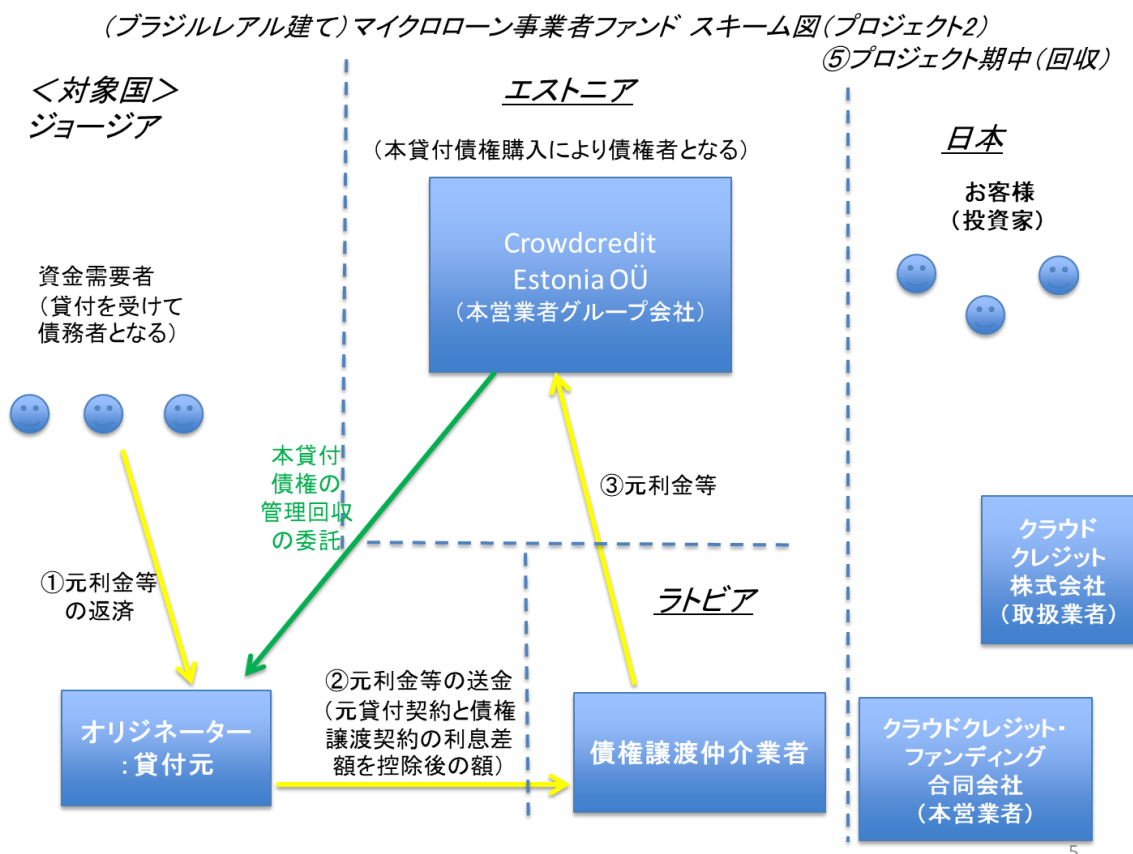 (ブラジルレアル建て)マイクロローン事業者ファンド スキーム図(プロジェクト2)
⑤プロジェクト期中(回収)
<対象国>
ジョージア
エストニア
日本
(本貸付債権購入により債権者となる)
お客様
(投資家)
Crowdcredit
Estonia OÜ
(本営業者グループ会社)
資金需要者
(貸付を受けて
債務者となる)
本貸付
債権の
管理回収
の委託
③元利金等
クラウド
クレジット
株式会社
(取扱業者)
①元利金等
の返済
ラトビア
②元利金等の送金
(元貸付契約と債権
譲渡契約の利息差
額を控除後の額)
オリジネーター
:貸付元
債権譲渡仲介業者
クラウドクレジット・
ファンディング
合同会社
(本営業者)
5